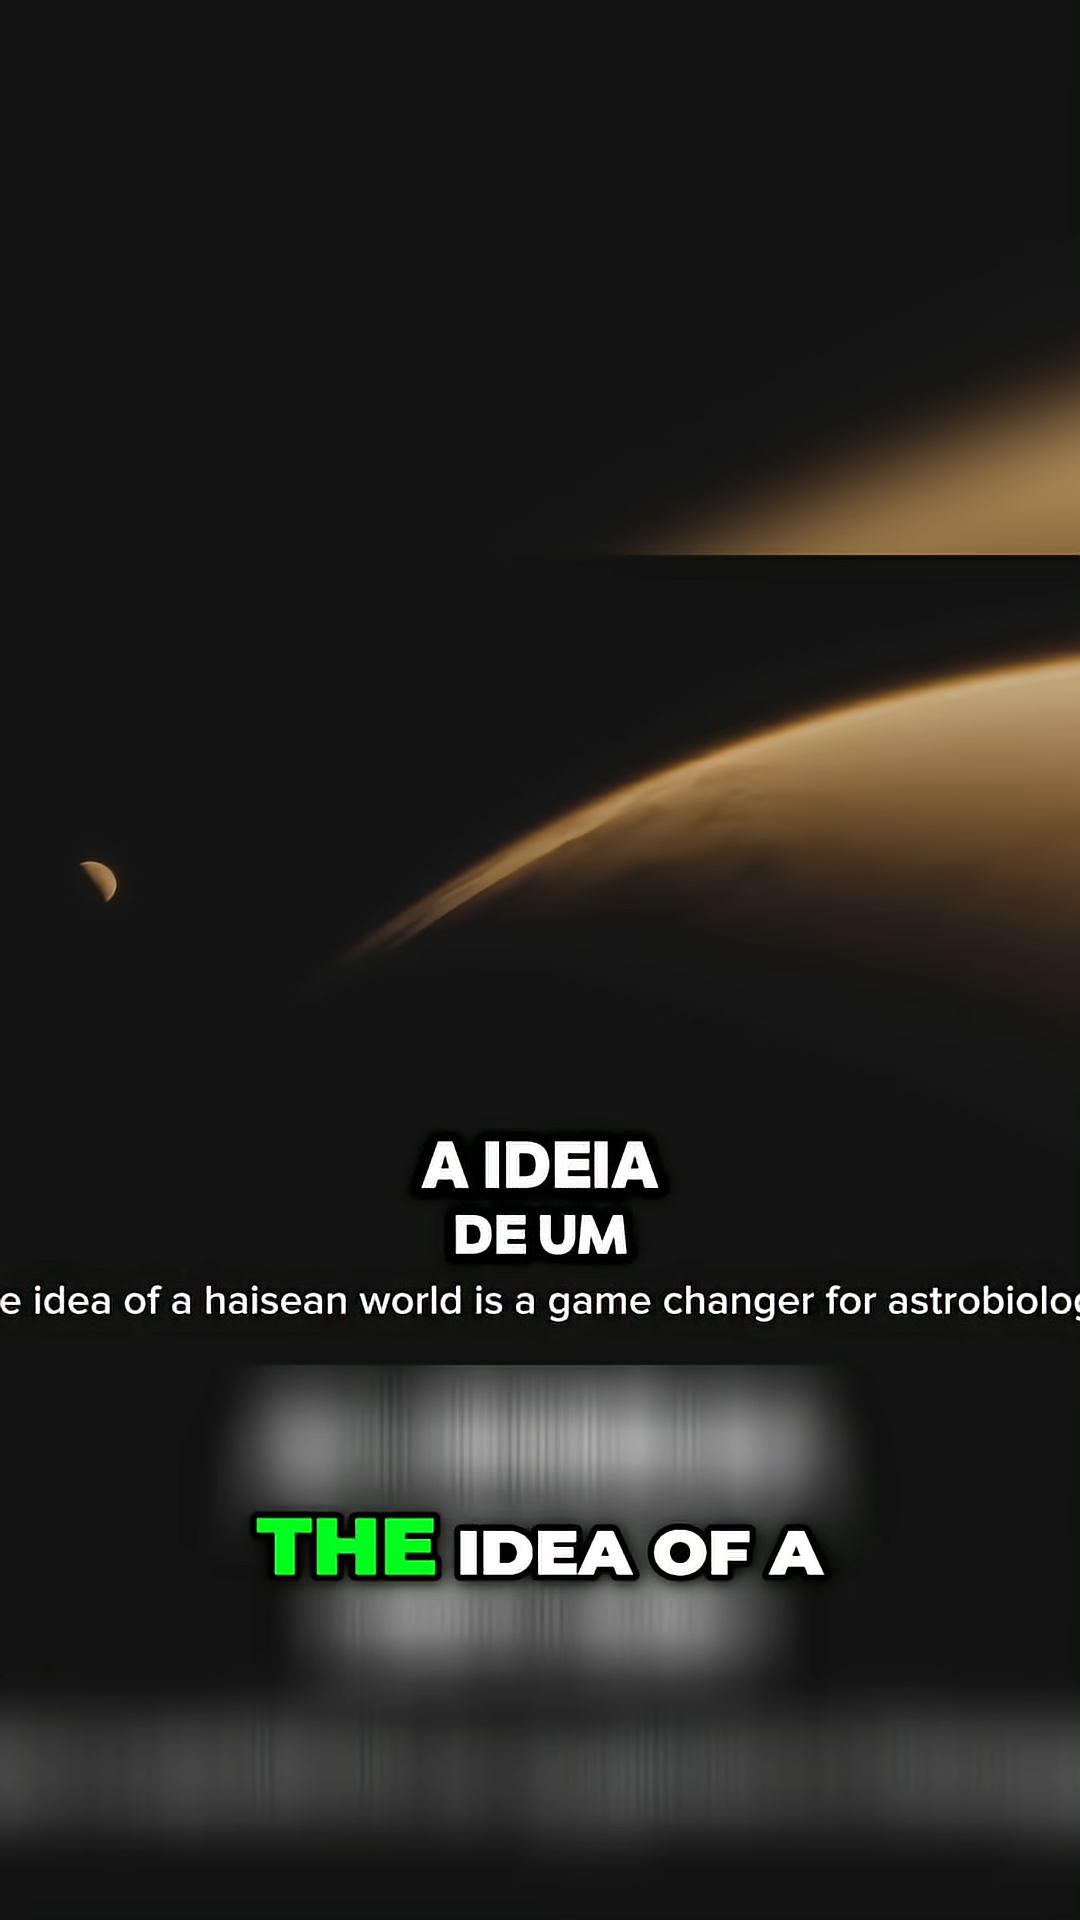 A IDEIA
DE UM
e idea of a haisean world is a game changer for astrobiolog
THE IDEA OF A